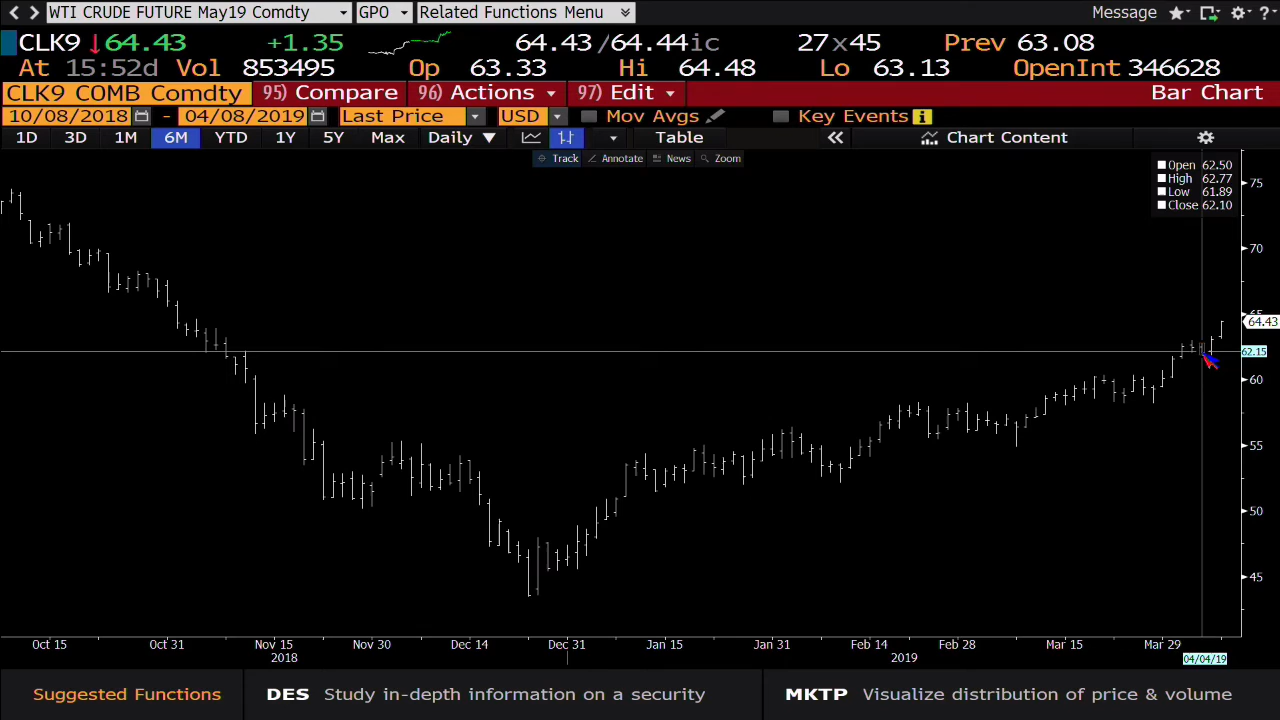 WTI CRUDE FUTURE May19 Comdty GPO Related Functions Menu Message ?
CLK9 ↓64.43 +1.35 64.43/64.44ic 27x45 Prev 63.08
At 15:52d Vol 853495 Op 63.33 Hi 64.48 Lo 63.13 OpenInt 346628
CLK9 COMB Comdty 95) Compare 96) Actions 97) Edit Bar Chart
10/08/2018 - 04/08/2019 Last Price USD Mov Avgs Key Events i
1D 3D 1M 6M YTD 1Y 5Y Max Daily ▼ Table « Chart Content
Track Annotate News Zoom
Open 62.50
High 62.77
Low 61.89
Close 62.10
75
70
65
64.43
62.15
60
55
50
45
Oct 15 Oct 31 Nov 15 Nov 30 Dec 14 Dec 31 Jan 15 Jan 31 Feb 14 Feb 28 Mar 15 Mar 29
2018 2019 04/04/19
Suggested Functions DES Study in-depth information on a security MKTP Visualize distribution of price & volume